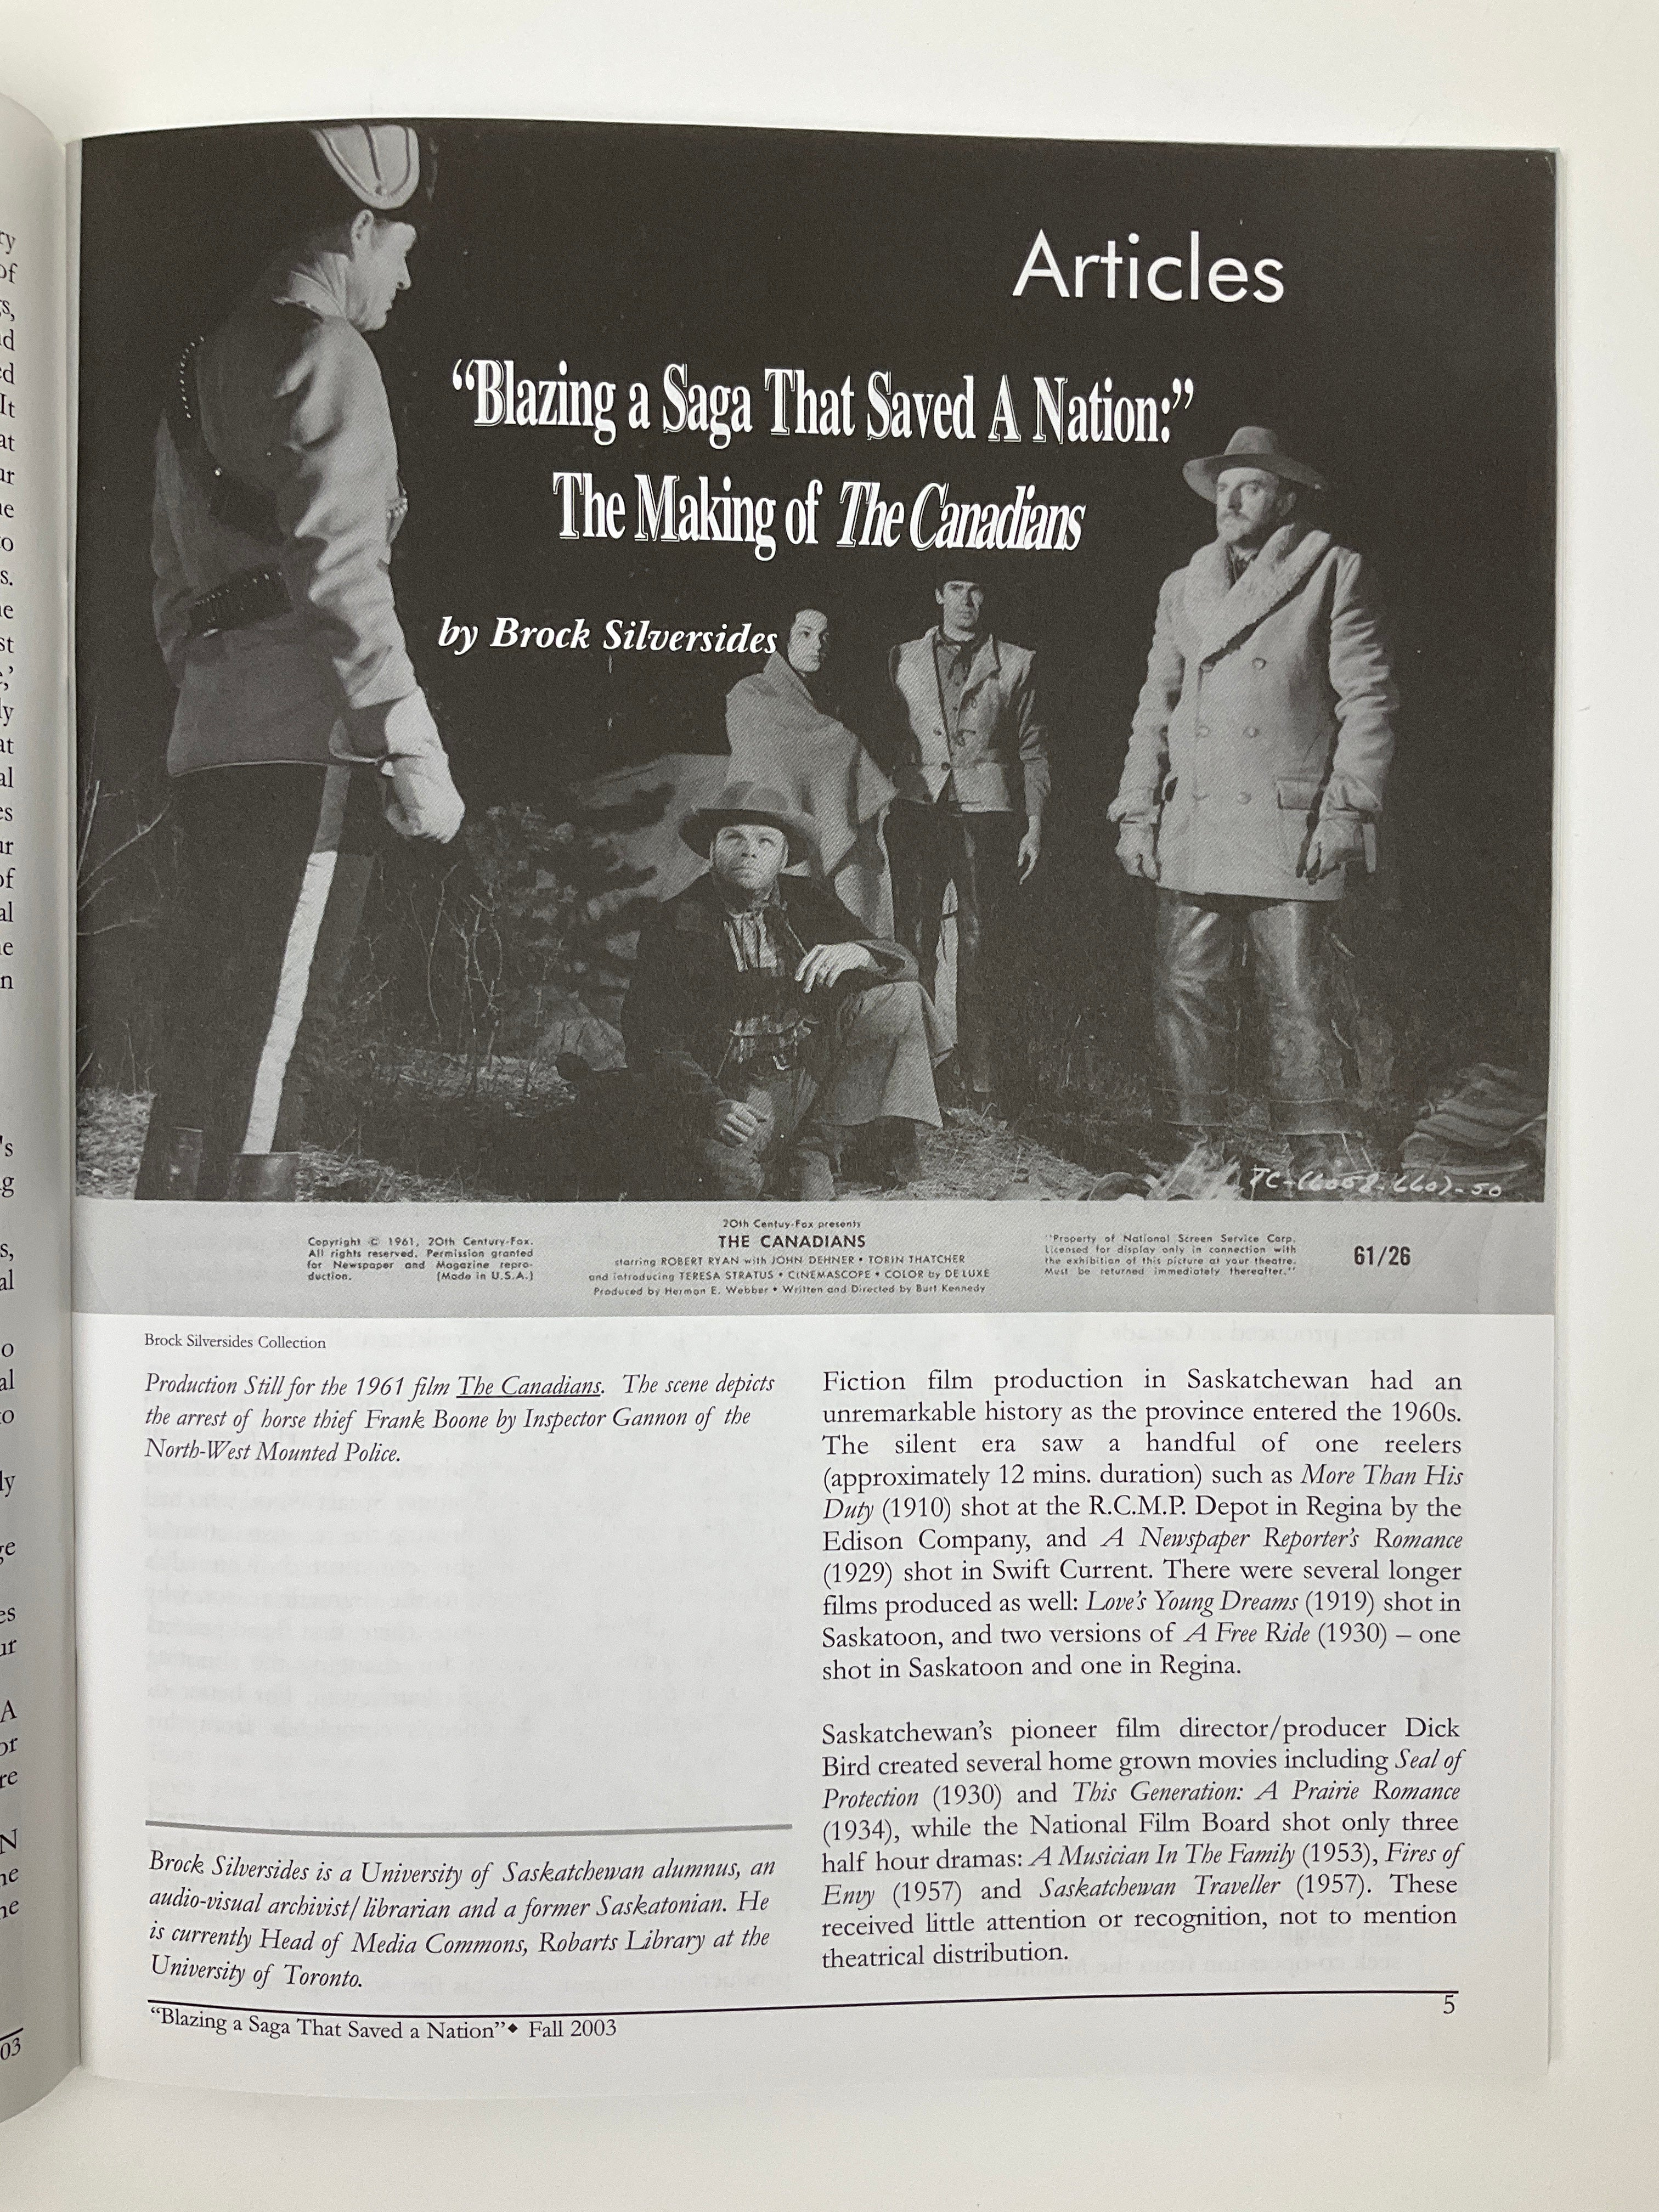 Articles
“Blazing a Saga That Saved A Nation:”
The Making of The Canadians
by Brock Silversides
TC-(6058-660)-50
Copyright © 1961, 20th Century-Fox.
All rights reserved. Permission granted
for Newspaper and Magazine repro-
duction. (Made in U.S.A.)
20th Centuy-Fox presents
THE CANADIANS
starring ROBERT RYAN with JOHN DEHNER • TORIN THATCHER
and introducing TERESA STRATUS • CINEMASCOPE • COLOR by DE LUXE
Produced by Herman E. Webber • Written and Directed by Burt Kennedy
"Property of National Screen Service Corp.
Licensed for display only in connection with
the exhibition of this picture at your theatre.
Must be returned immediately thereafter."
61/26
Brock Silversides Collection
Production Still for the 1961 film The Canadians. The scene depicts
the arrest of horse thief Frank Boone by Inspector Gannon of the
North-West Mounted Police.
Brock Silversides is a University of Saskatchewan alumnus, an
audio-visual archivist/librarian and a former Saskatonian. He
is currently Head of Media Commons, Robarts Library at the
University of Toronto.
Fiction film production in Saskatchewan had an
unremarkable history as the province entered the 1960s.
The silent era saw a handful of one reelers
(approximately 12 mins. duration) such as More Than His
Duty (1910) shot at the R.C.M.P. Depot in Regina by the
Edison Company, and A Newspaper Reporter’s Romance
(1929) shot in Swift Current. There were several longer
films produced as well: Love’s Young Dreams (1919) shot in
Saskatoon, and two versions of A Free Ride (1930) – one
shot in Saskatoon and one in Regina.
Saskatchewan’s pioneer film director/producer Dick
Bird created several home grown movies including Seal of
Protection (1930) and This Generation: A Prairie Romance
(1934), while the National Film Board shot only three
half hour dramas: A Musician In The Family (1953), Fires of
Envy (1957) and Saskatchewan Traveller (1957). These
received little attention or recognition, not to mention
theatrical distribution.
“Blazing a Saga That Saved a Nation”◆ Fall 2003
5